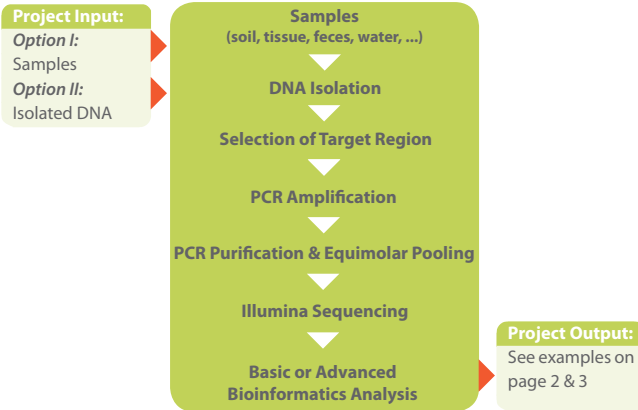 Project Input:
Option I:
Samples
Option II:
Isolated DNA
Samples
(soil, tissue, feces, water, ...)
DNA Isolation
Selection of Target Region
PCR Amplification
PCR Purification & Equimolar Pooling
Illumina Sequencing
Basic or Advanced
Bioinformatics Analysis
Project Output:
See examples on
page 2 & 3